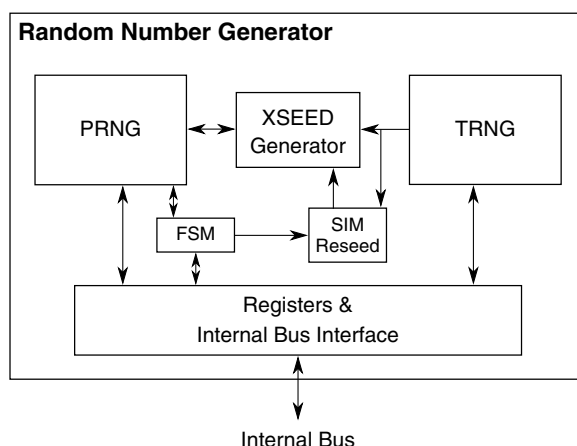 Random Number Generator
PRNG
XSEED
Generator
TRNG
FSM
SIM
Reseed
Registers &
Internal Bus Interface
Internal Bus